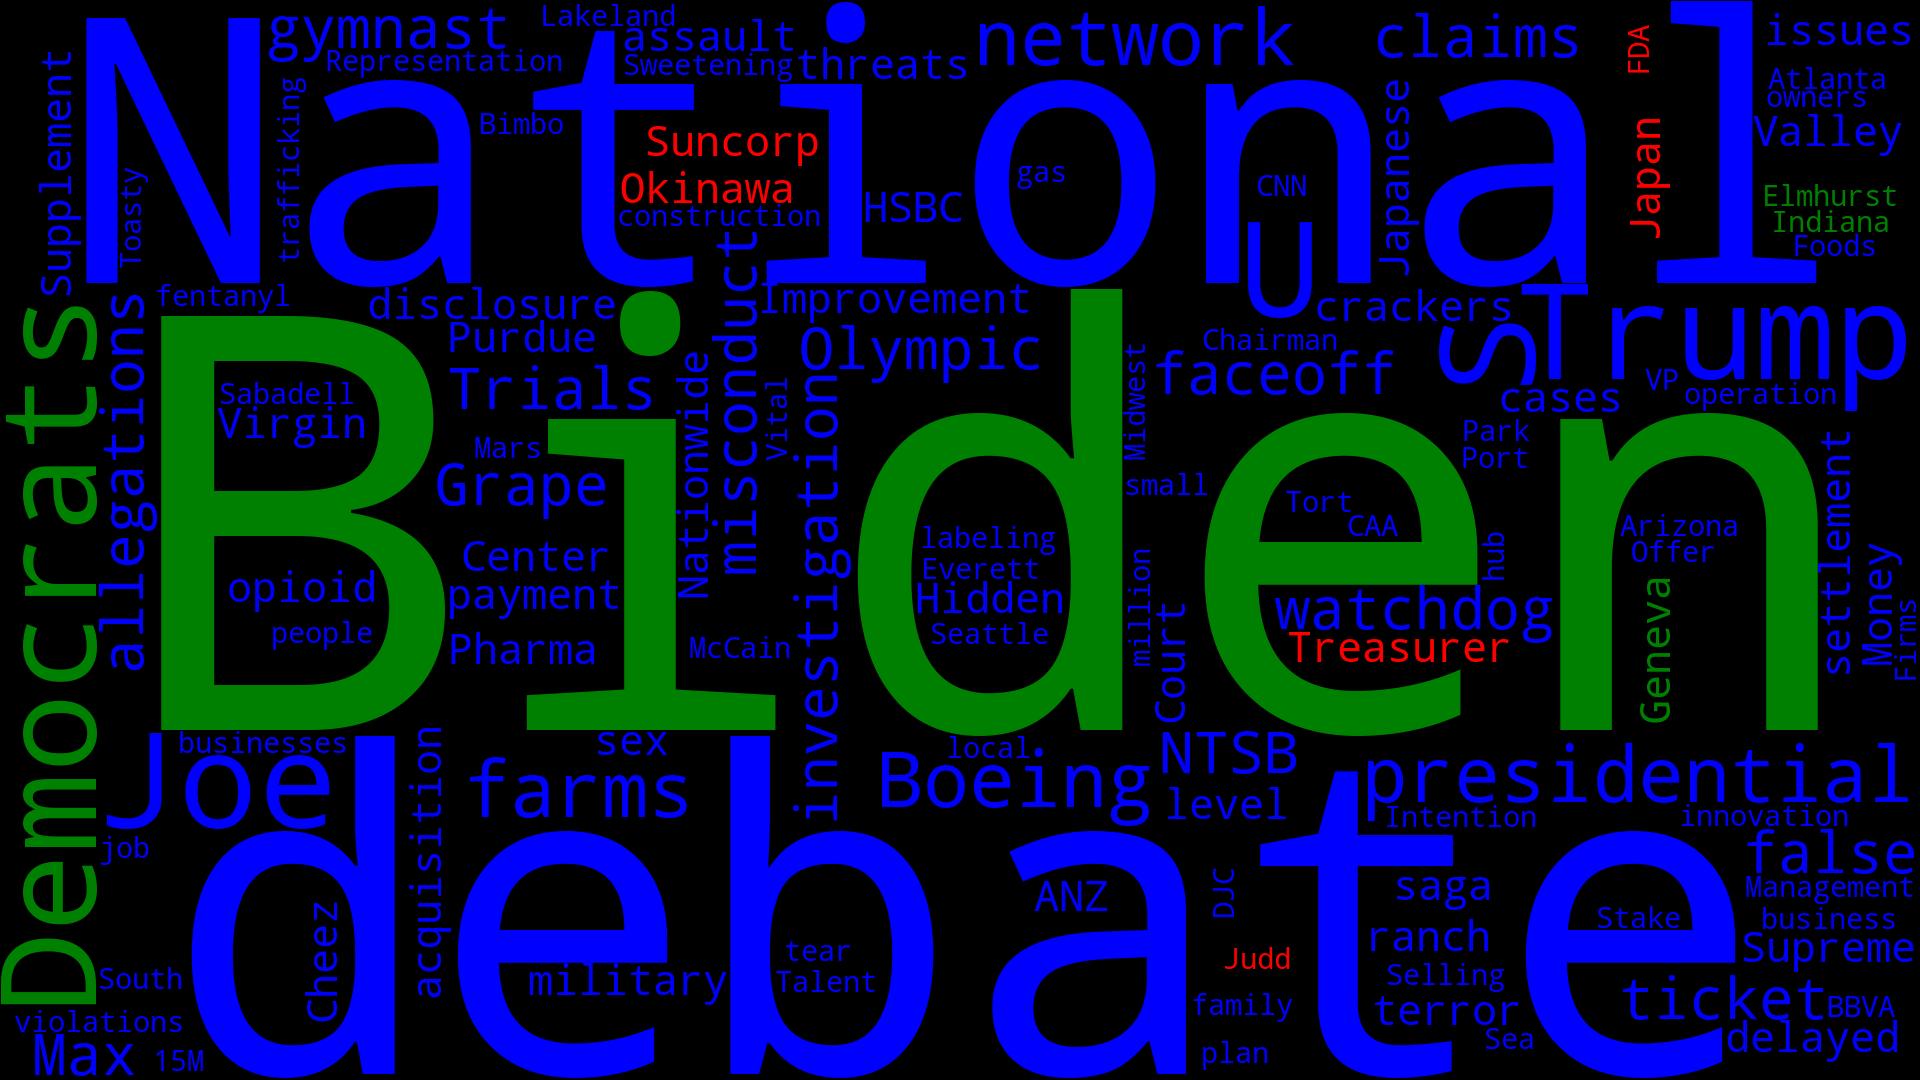 National
Biden
debate
Democrats
Supplement
gymnast
Lakeland
assault
Representation
Sweetening
threats
network
claims
FDA
issues
Atlanta
owners
Valley
trafficking
Toasty
Bimbo
Suncorp
Okinawa
construction
HSBC
gas
CNN
U
Japanese
Japan
Elmhurst
Indiana
Foods
fentanyl
allegations
disclosure
Purdue
Trials
misconduct
Improvement
Olympic
Chairman
crackers
faceoff
S
Trump
VP
operation
cases
Sabadell
Virgin
Mars
Grape
Nationwide
Vital
investigation
Midwest
small
Park
Port
Tort
CAA
hub
Arizona
Offer
settlement
Money
Firms
opioid
people
Center
payment
Pharma
McCain
labeling
Everett
Hidden
Seattle
million
Court
watchdog
Treasurer
Geneva
businesses
Joe
job
acquisition
sex
farms
local
Boeing
NTSB
level
presidential
Intention
innovation
false
Management
business
Supreme
Cheez
South
violations
Max
15M
military
tear
Talent
ANZ
DJC
Judd
family
plan
saga
ranch
Selling
terror
Sea
Stake
ticket
BBVA
delayed